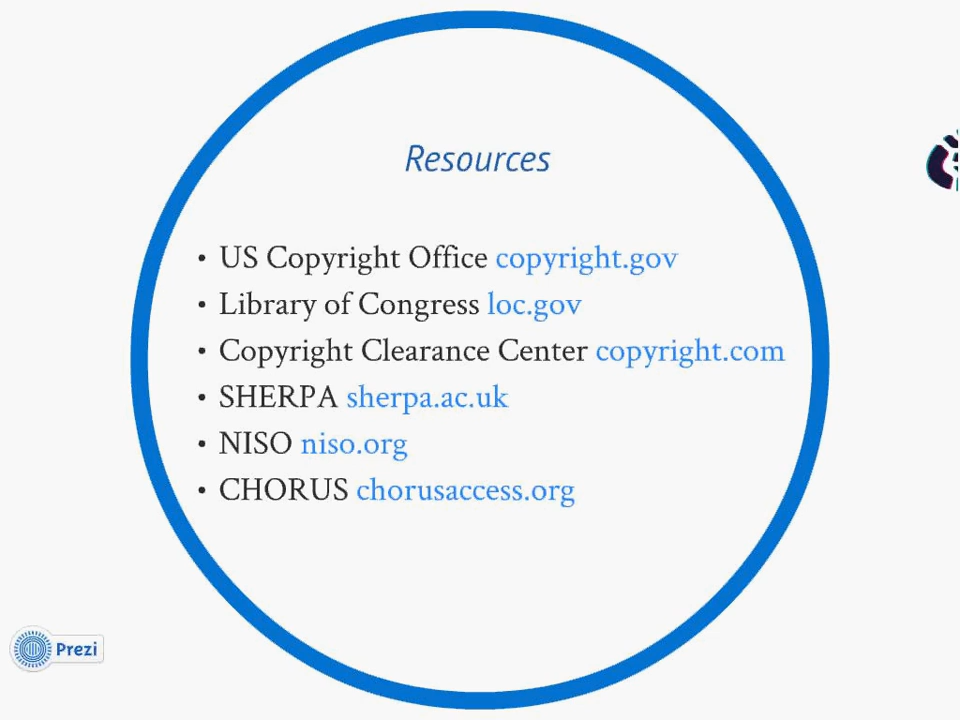 Resources
• US Copyright Office copyright.gov
• Library of Congress loc.gov
• Copyright Clearance Center copyright.com
• SHERPA sherpa.ac.uk
• NISO niso.org
• CHORUS chorusaccess.org
Prezi